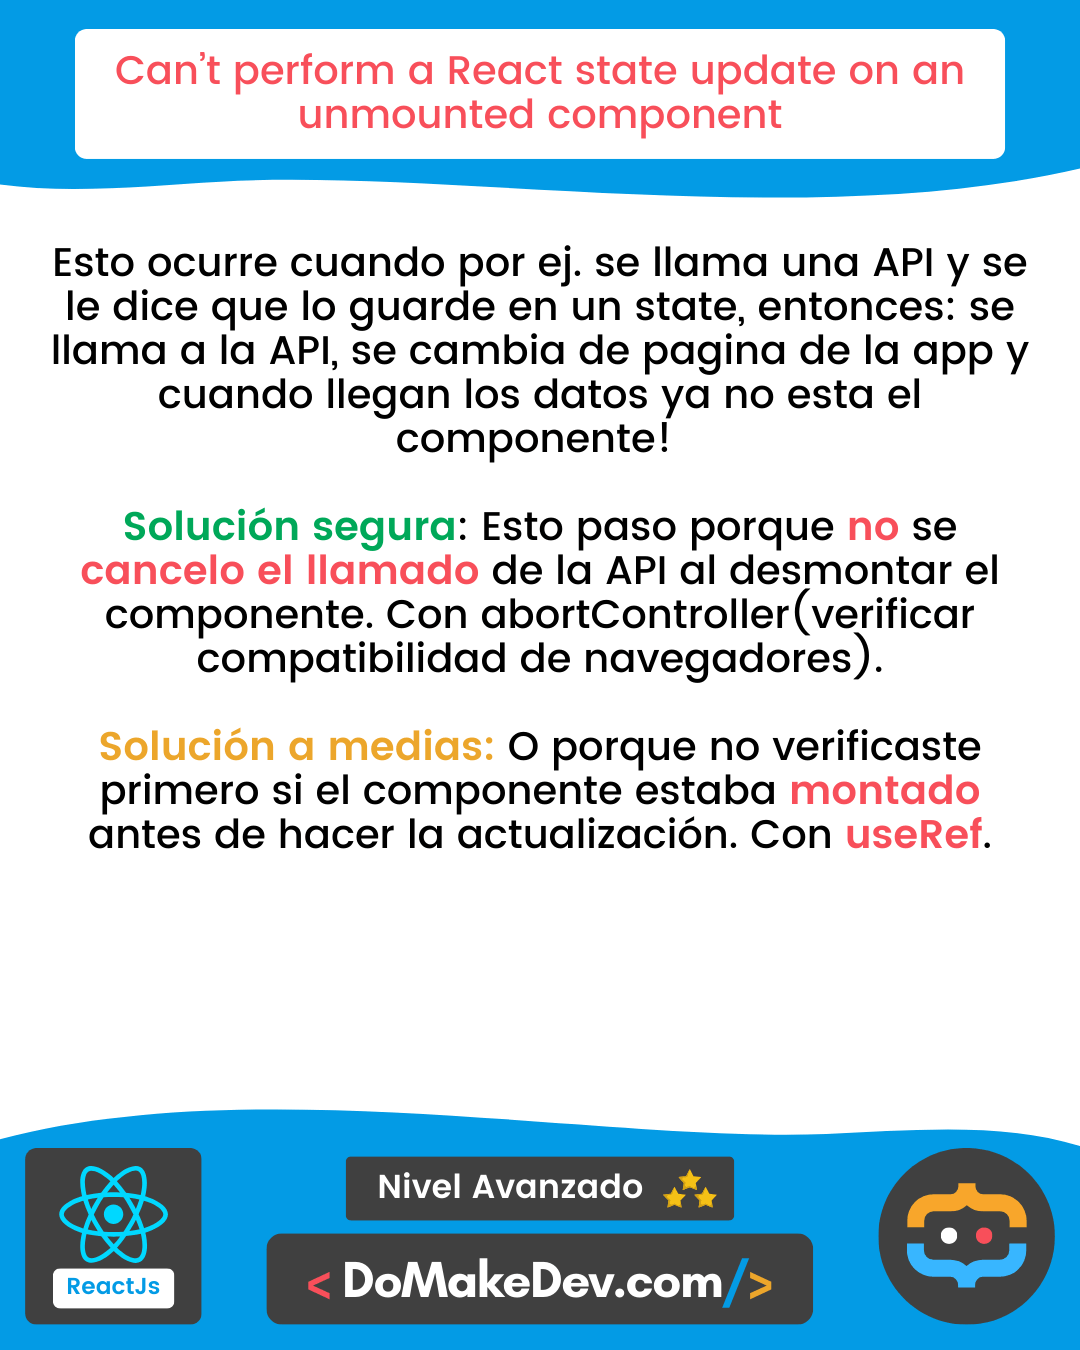 Can’t perform a React state update on an
unmounted component
Esto ocurre cuando por ej. se llama una API y se
le dice que lo guarde en un state, entonces: se
llama a la API, se cambia de pagina de la app y
cuando llegan los datos ya no esta el
componente!
Solución segura: Esto paso porque no se
cancelo el llamado de la API al desmontar el
componente. Con abortController(verificar
compatibilidad de navegadores).
Solución a medias: O porque no verificaste
primero si el componente estaba montado
antes de hacer la actualización. Con useRef.
Nivel Avanzado
ReactJs
< DoMakeDev.com/>